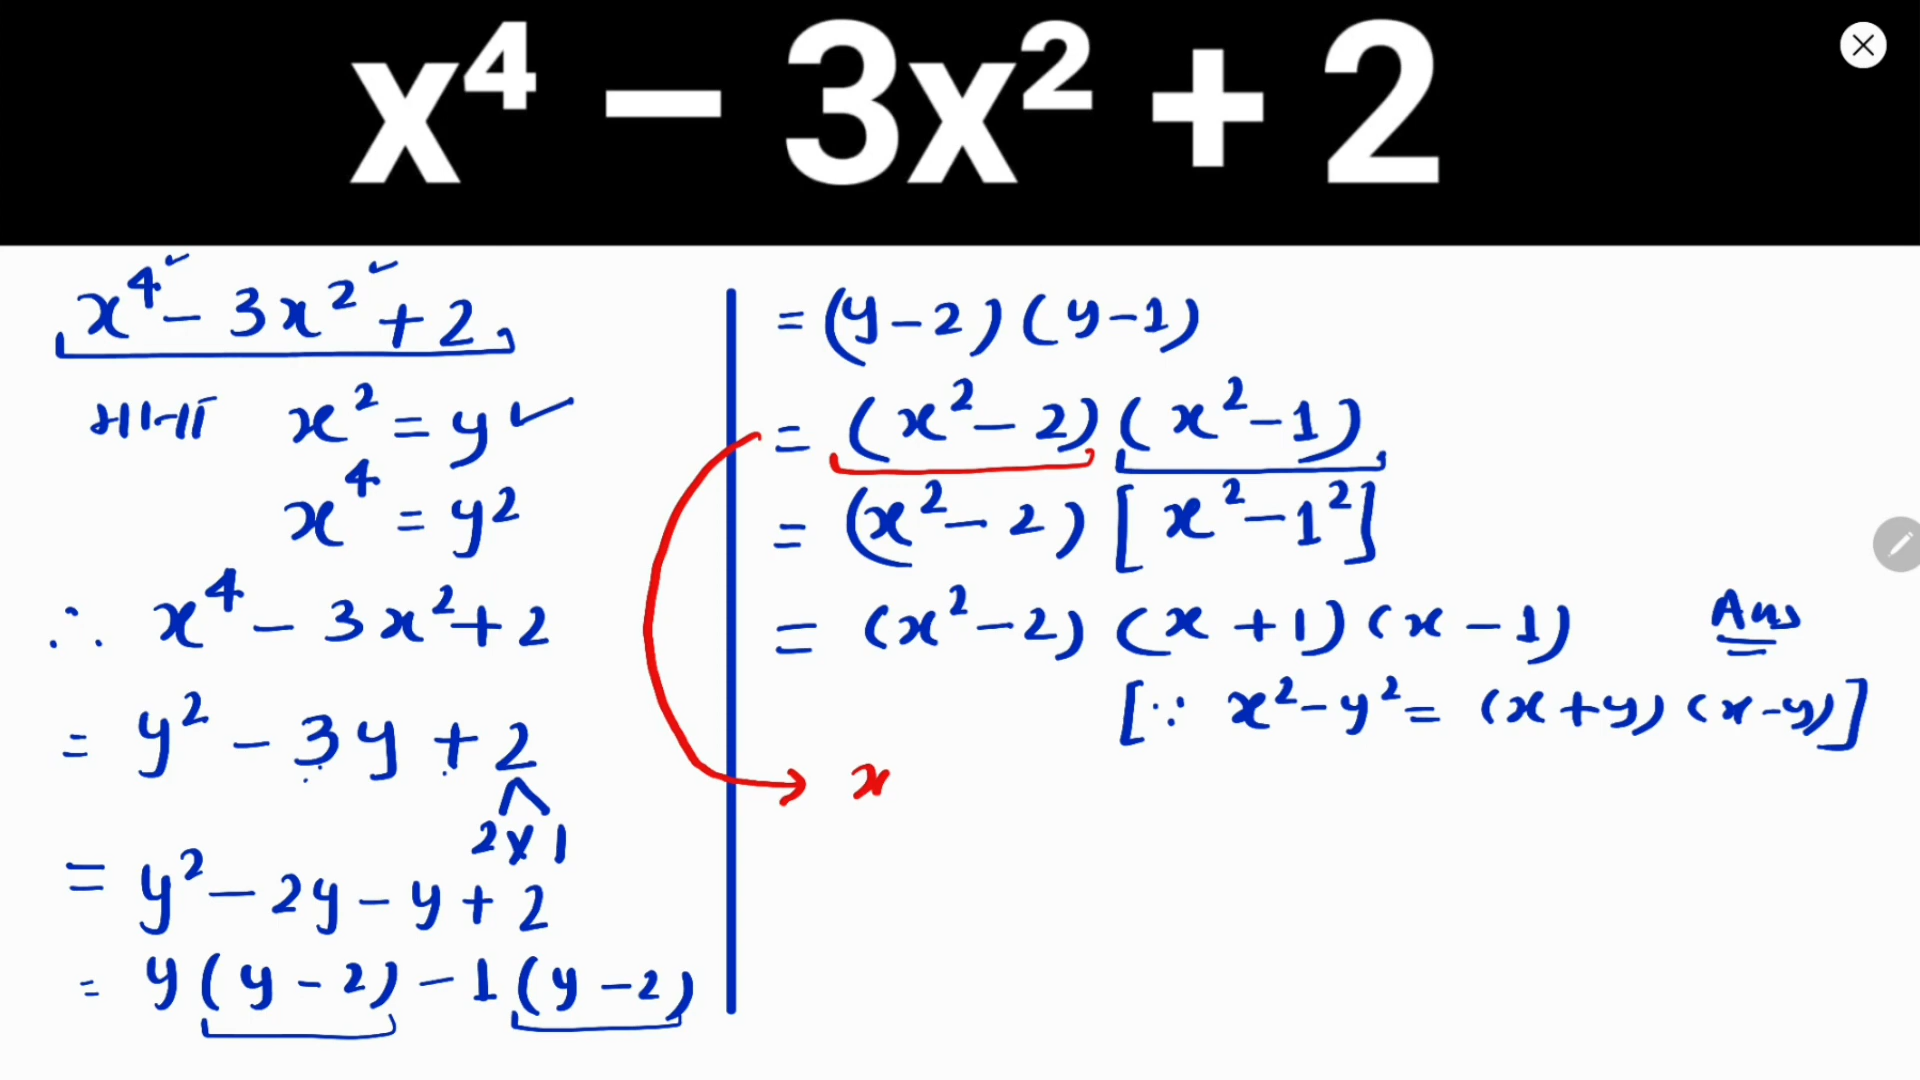 x⁴ – 3x² + 2
x⁴ - 3x² + 2
माना x² = y
x⁴ = y²
∴ x⁴ - 3x² + 2
= y² - 3y + 2
2 x 1
= y² - 2y - y + 2
= y (y - 2) - 1 (y - 2)
= (y - 2) (y - 1)
= (x² - 2) (x² - 1)
= (x² - 2) [x² - 1²]
= (x² - 2) (x + 1) (x - 1) Ans
[∵ x² - y² = (x + y) (x - y)]
→ x